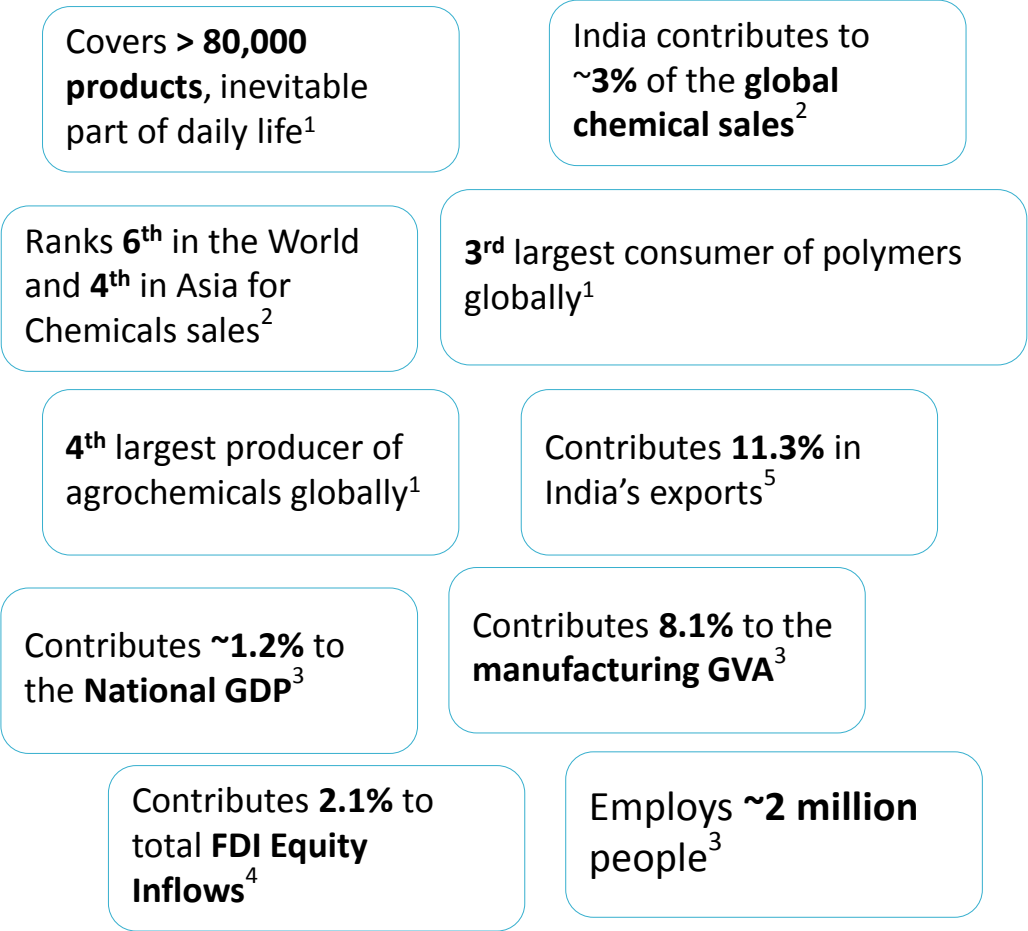 Covers > 80,000
products, inevitable
part of daily life¹
India contributes to
~3% of the global
chemical sales²
Ranks 6ᵗʰ in the World
and 4ᵗʰ in Asia for
Chemicals sales²
3ʳᵈ largest consumer of polymers
globally¹
4ᵗʰ largest producer of
agrochemicals globally¹
Contributes 11.3% in
India’s exports⁵
Contributes ~1.2% to
the National GDP³
Contributes 8.1% to the
manufacturing GVA³
Contributes 2.1% to
total FDI Equity
Inflows⁴
Employs ~2 million
people³